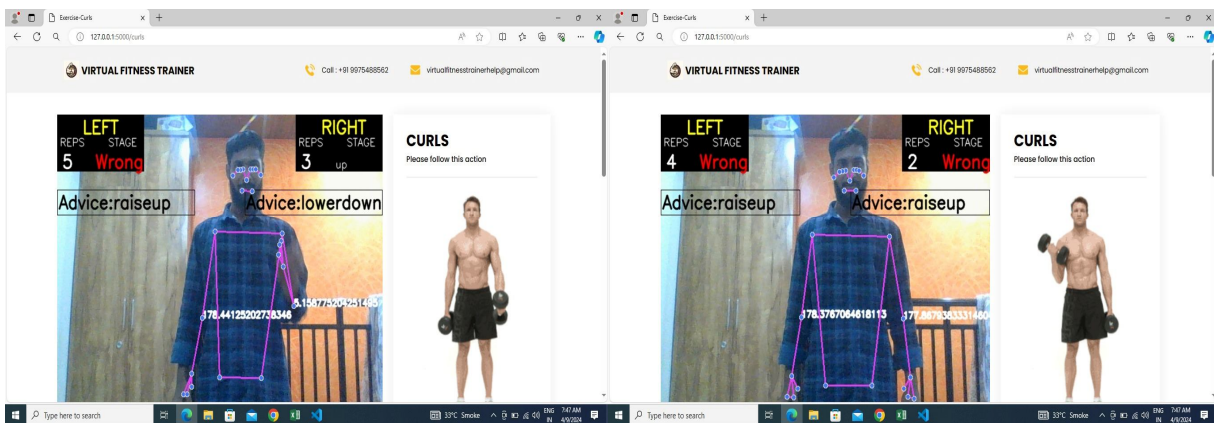 Exercise-Curls
127.0.0.1:5000/curls
VIRTUAL FITNESS TRAINER
Call : +91 9975488562
virtualfitnesstrainerhelp@gmail.com
LEFT
REPS STAGE
5 Wrong
RIGHT
REPS STAGE
3 up
Advice:raiseup
Advice:lowerdown
178.44125202738346
CURLS
Please follow this action
Type here to search
33°C Smoke
ENG
IN
7:47 AM
4/9/2024
Exercise-Curls
127.0.0.1:5000/curls
VIRTUAL FITNESS TRAINER
Call : +91 9975488562
virtualfitnesstrainerhelp@gmail.com
LEFT
REPS STAGE
4 Wrong
RIGHT
REPS STAGE
2 Wrong
Advice:raiseup
Advice:raiseup
178.3767064618113
CURLS
Please follow this action
Type here to search
33°C Smoke
ENG
IN
7:47 AM
4/9/2024